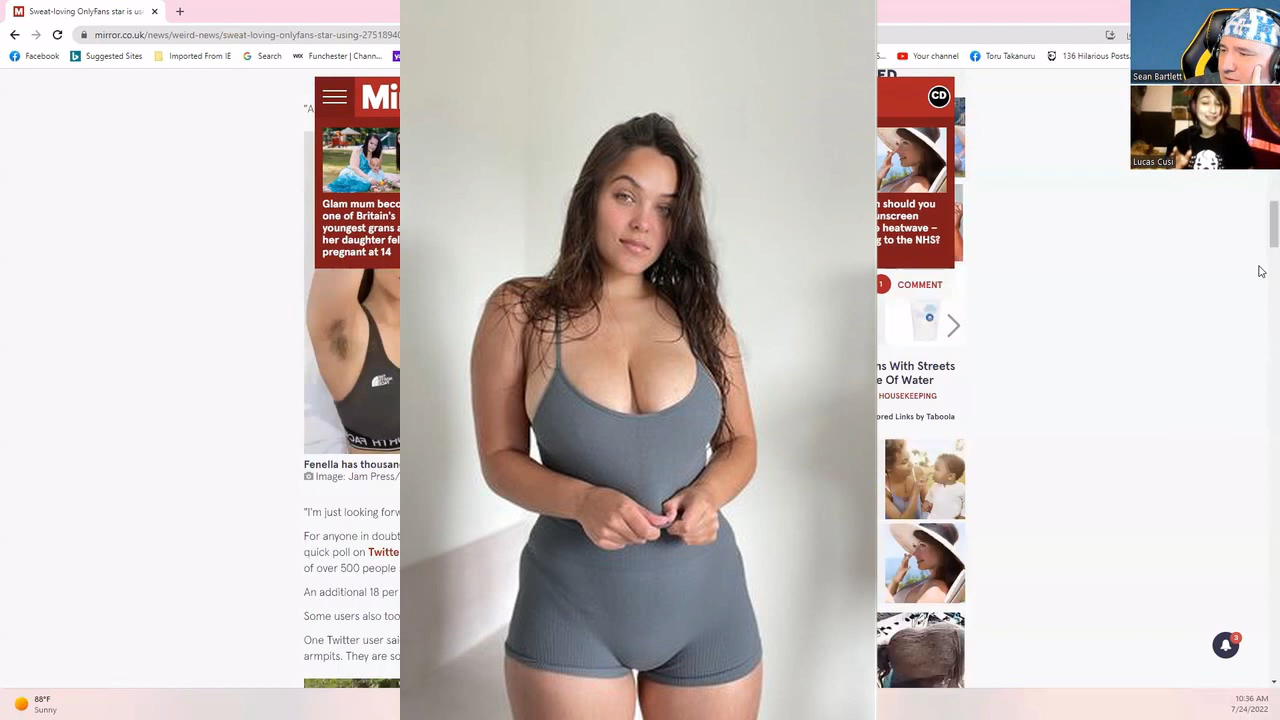 Sweat-loving OnlyFans star is us
mirror.co.uk/news/weird-news/sweat-loving-onlyfans-star-using-27518940
Facebook
Suggested Sites
Imported From IE
Search
Funchester | Chann...
Your channel
Toru Takanuru
136 Hilarious Posts
Sean Bartlett
Lucas Cusi
Mi
CD
Glam mum beco
one of Britain's
youngest grans a
her daughter fel
pregnant at 14
n should you
unscreen
e heatwave –
g to the NHS?
1 COMMENT
ns With Streets
e Of Water
HOUSEKEEPING
ored Links by Taboola
Fenella has thousan
Image: Jam Press/
"I'm just looking forw
For anyone in doubt
quick poll on Twitte
of over 500 people
An additional 18 per
Some users also too
One Twitter user sai
armpits. They are so
3
88°F
Sunny
10:36 AM
7/24/2022